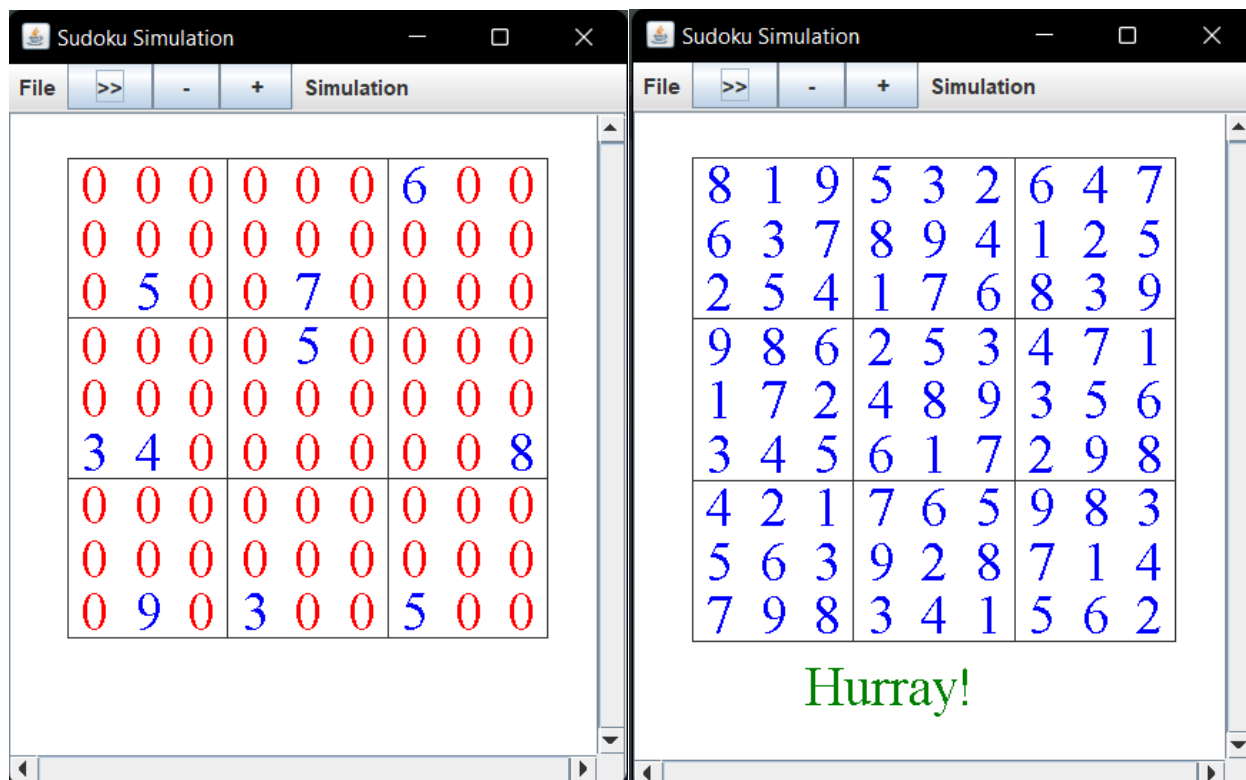 Sudoku Simulation
File >> - + Simulation
0 0 0 0 0 0 6 0 0
0 0 0 0 0 0 0 0 0
0 5 0 0 7 0 0 0 0
0 0 0 0 5 0 0 0 0
0 0 0 0 0 0 0 0 0
3 4 0 0 0 0 0 0 8
0 0 0 0 0 0 0 0 0
0 0 0 0 0 0 0 0 0
0 9 0 3 0 0 5 0 0
Sudoku Simulation
File >> - + Simulation
8 1 9 5 3 2 6 4 7
6 3 7 8 9 4 1 2 5
2 5 4 1 7 6 8 3 9
9 8 6 2 5 3 4 7 1
1 7 2 4 8 9 3 5 6
3 4 5 6 1 7 2 9 8
4 2 1 7 6 5 9 8 3
5 6 3 9 2 8 7 1 4
7 9 8 3 4 1 5 6 2
Hurray!